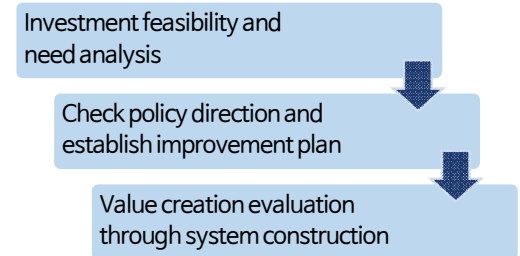 Investment feasibility and
need analysis
Check policy direction and
establish improvement plan
Value creation evaluation
through system construction